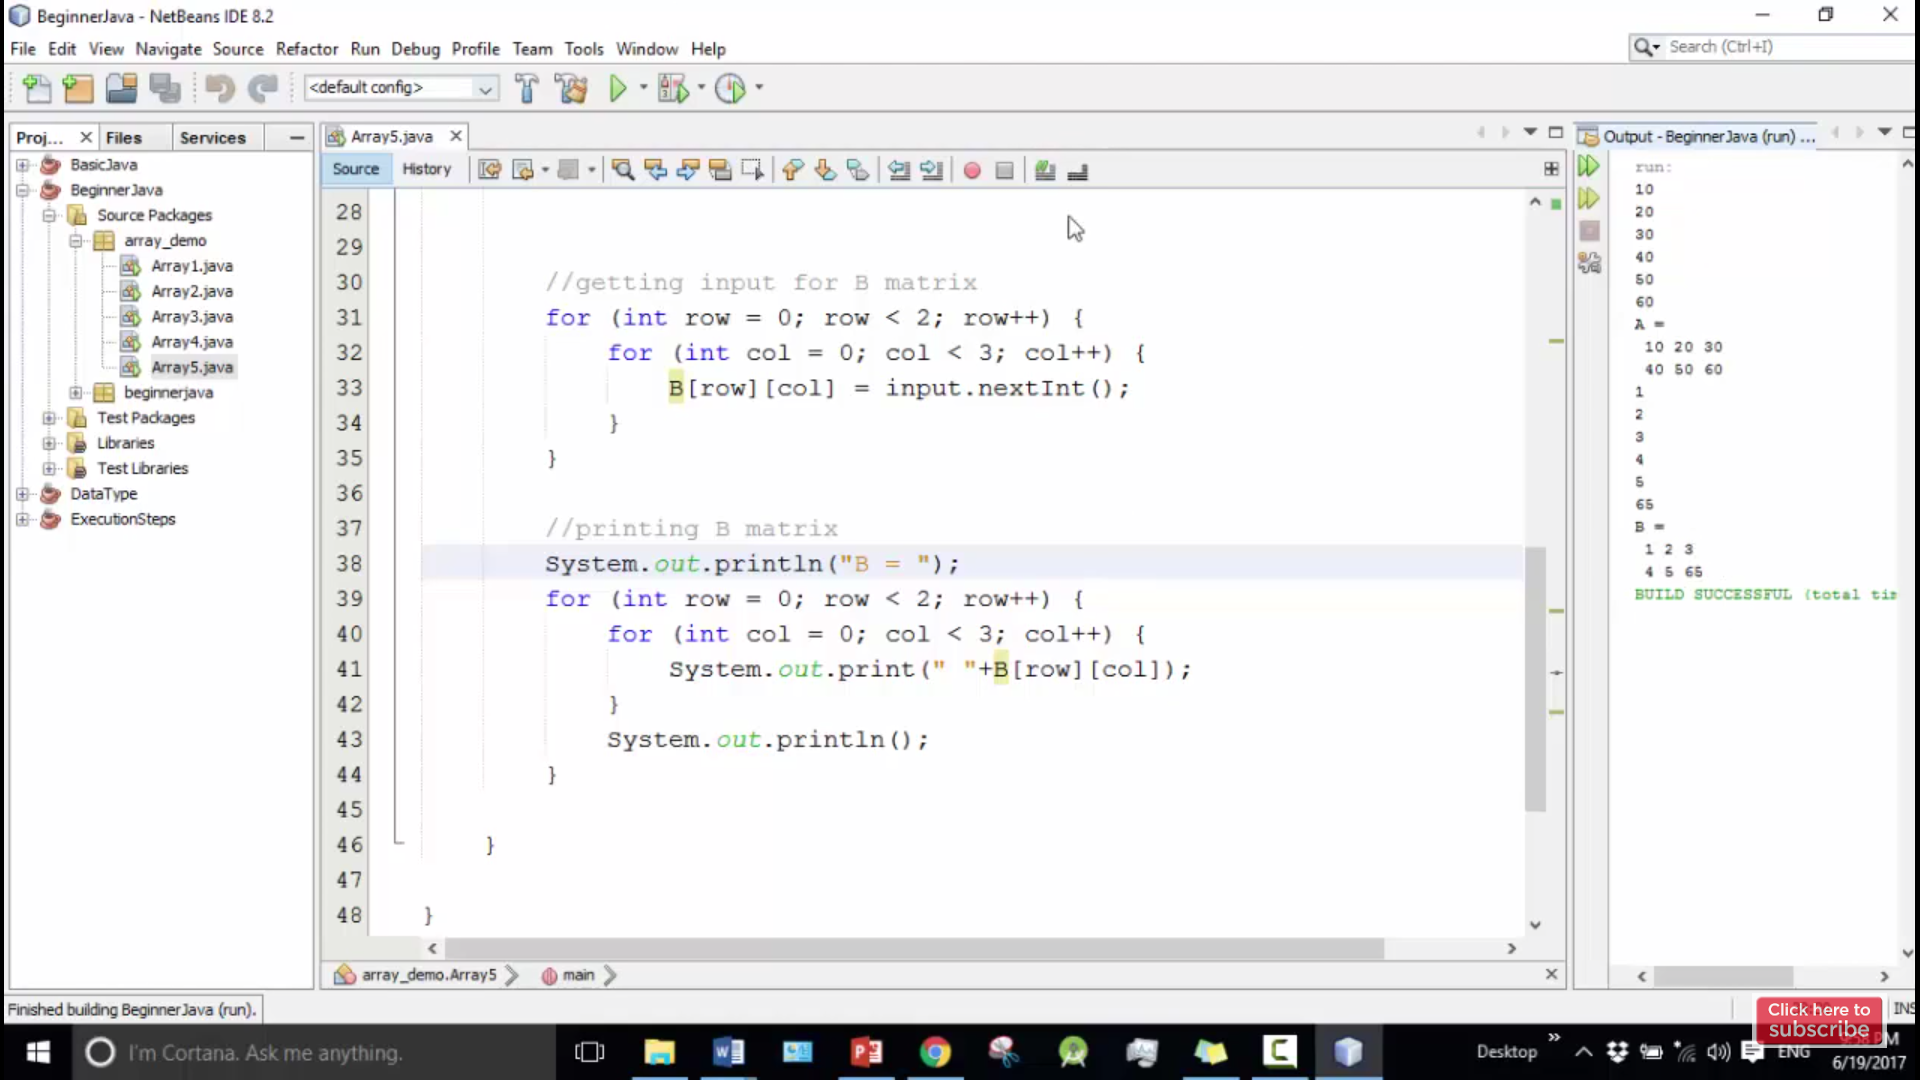 BeginnerJava - NetBeans IDE 8.2
File Edit View Navigate Source Refactor Run Debug Profile Team Tools Window Help
Search (Ctrl+I)
<default config>
Proj... Files Services
BasicJava
BeginnerJava
Source Packages
array_demo
Array1.java
Array2.java
Array3.java
Array4.java
Array5.java
beginnerjava
Test Packages
Libraries
Test Libraries
DataType
ExecutionSteps
Array5.java
Source History
28
29
30 //getting input for B matrix
31 for (int row = 0; row < 2; row++) {
32 for (int col = 0; col < 3; col++) {
33 B[row][col] = input.nextInt();
34 }
35 }
36
37 //printing B matrix
38 System.out.println("B = ");
39 for (int row = 0; row < 2; row++) {
40 for (int col = 0; col < 3; col++) {
41 System.out.print(" "+B[row][col]);
42 }
43 System.out.println();
44 }
45
46 }
47
48 }
array_demo.Array5 main
Output - BeginnerJava (run) ...
run:
10
20
30
40
50
60
A =
10 20 30
40 50 60
1
2
3
4
5
65
B =
1 2 3
4 5 65
BUILD SUCCESSFUL (total tim
Finished building BeginnerJava (run).
INS
Click here to
subscribe
I'm Cortana. Ask me anything.
Desktop
ENG
6/19/2017